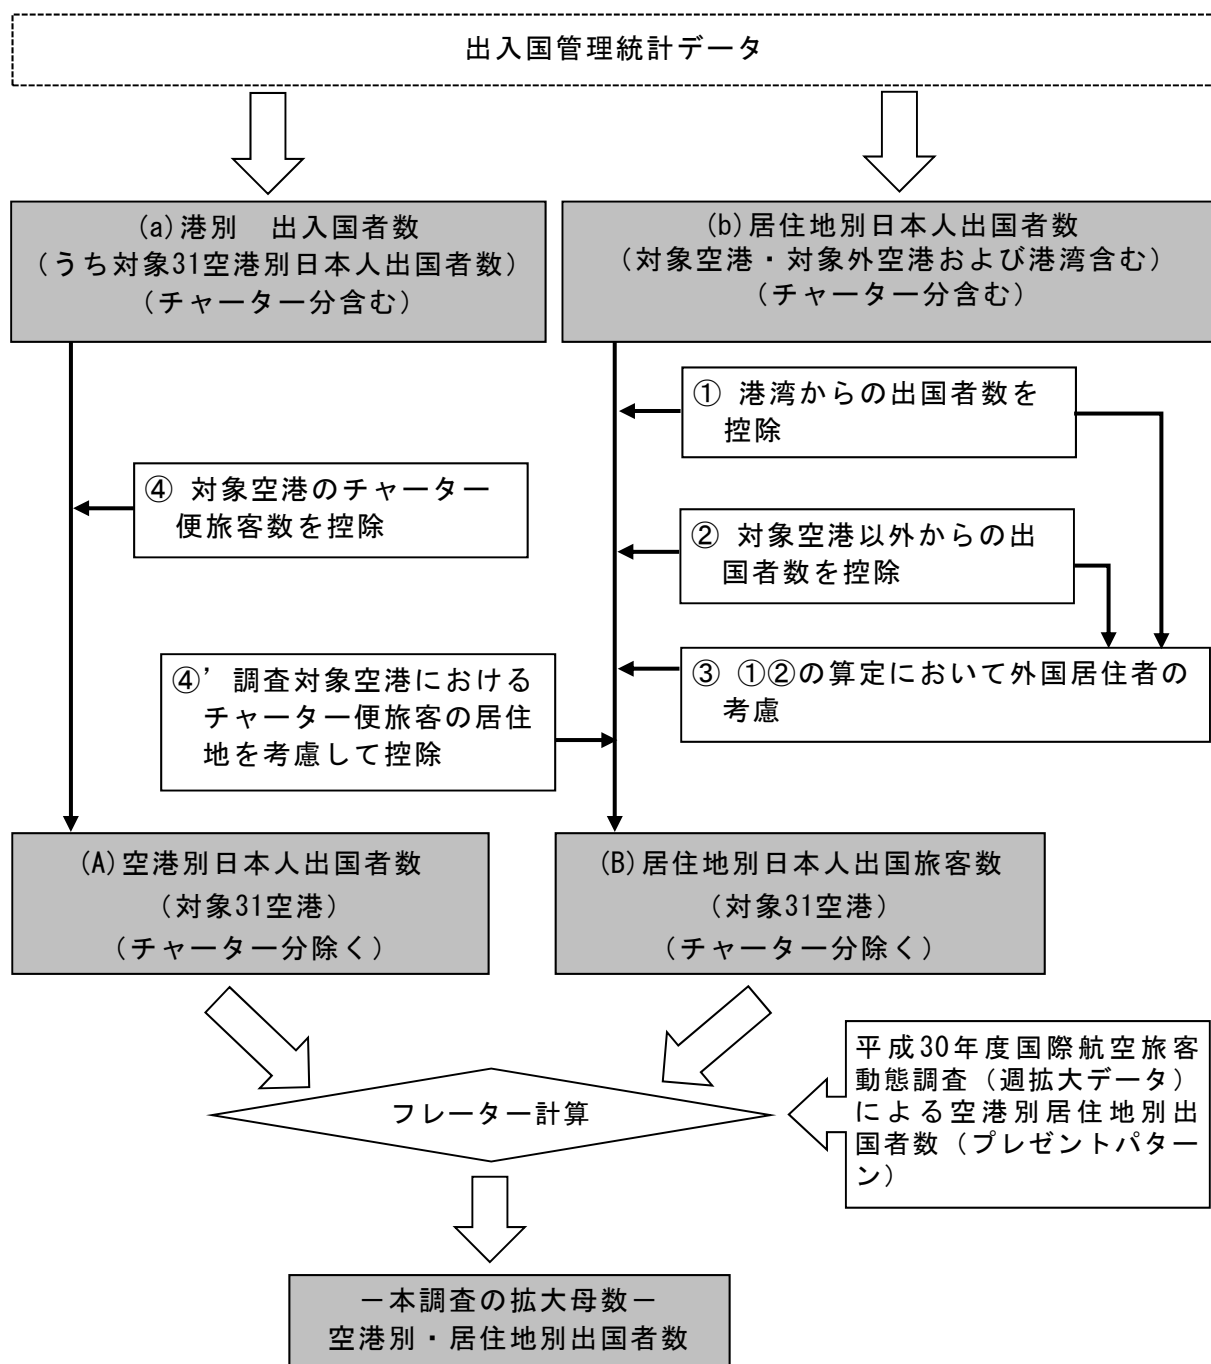 出入国管理統計データ
(a)港別　出入国者数
（うち対象31空港別日本人出国者数）
（チャーター分含む）
(b)居住地別日本人出国者数
（対象空港・対象外空港および港湾含む）
（チャーター分含む）
① 港湾からの出国者数を
控除
④ 対象空港のチャーター
便旅客数を控除
② 対象空港以外からの出
国者数を控除
④’ 調査対象空港における
チャーター便旅客の居住
地を考慮して控除
③ ①②の算定において外国居住者の
考慮
(A)空港別日本人出国者数
（対象31空港）
（チャーター分除く）
(B)居住地別日本人出国旅客数
（対象31空港）
（チャーター分除く）
平成30年度国際航空旅客
動態調査（週拡大データ）
による空港別居住地別出
国者数（プレゼントパター
ン）
フレーター計算
－本調査の拡大母数－
空港別・居住地別出国者数